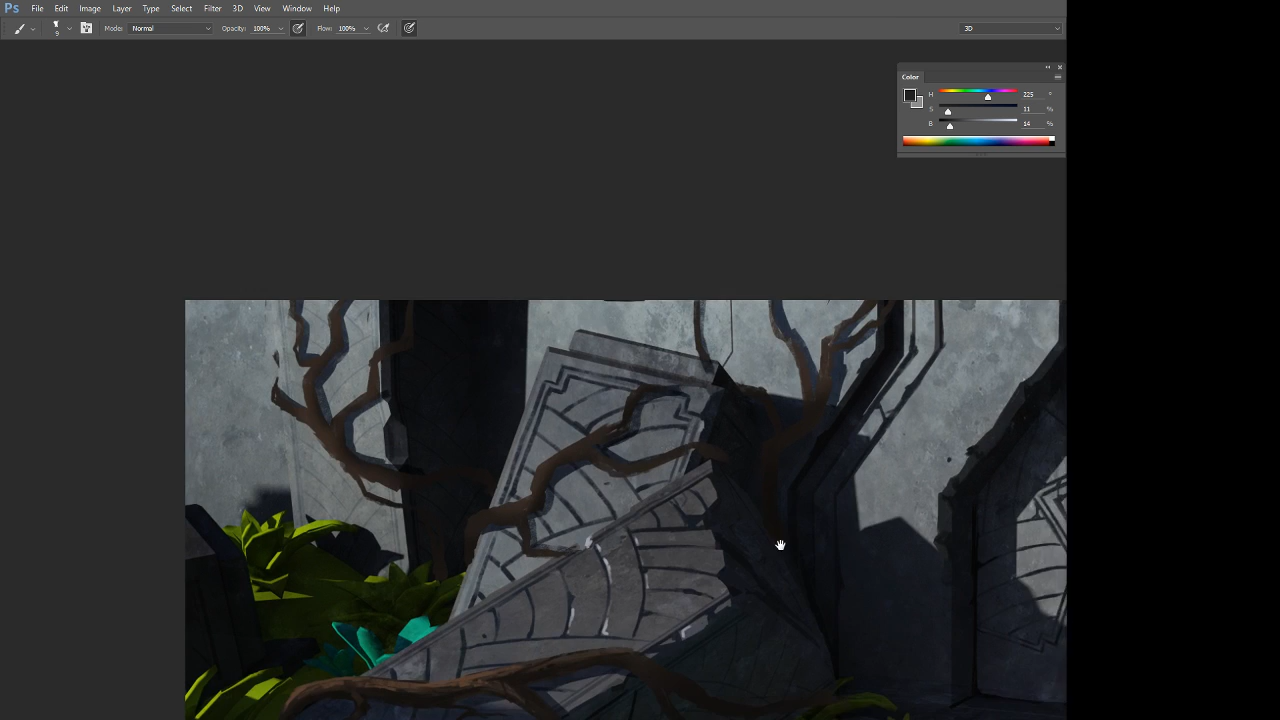 Ps File Edit Image Layer Type Select Filter 3D View Window Help
9 Mode: Normal Opacity: 100% Flow: 100% 3D
Color
H 225 °
S 11 %
B 14 %